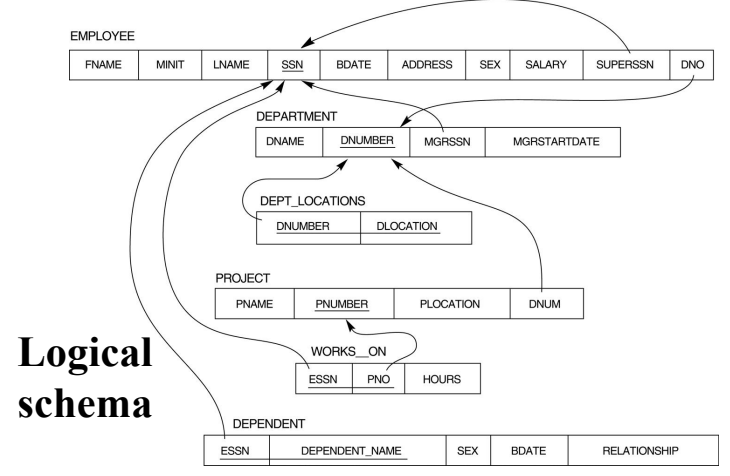 EMPLOYEE
FNAME MINIT LNAME SSN BDATE ADDRESS SEX SALARY SUPERSSN DNO
DEPARTMENT
DNAME DNUMBER MGRSSN MGRSTARTDATE
DEPT_LOCATIONS
DNUMBER DLOCATION
PROJECT
PNAME PNUMBER PLOCATION DNUM
Logical
schema
WORKS__ON
ESSN PNO HOURS
DEPENDENT
ESSN DEPENDENT_NAME SEX BDATE RELATIONSHIP